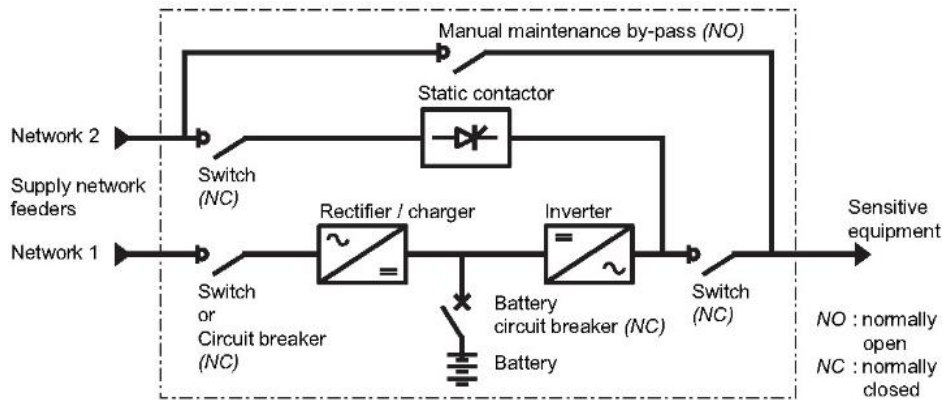 Manual maintenance by-pass (NO)
Static contactor
Network 2
Switch
(NC)
Supply network
feeders
Rectifier / charger
Inverter
Sensitive
equipment
Network 1
Switch
or
Circuit breaker
(NC)
Battery
circuit breaker (NC)
Battery
Switch
(NC)
NO : normally
open
NC : normally
closed